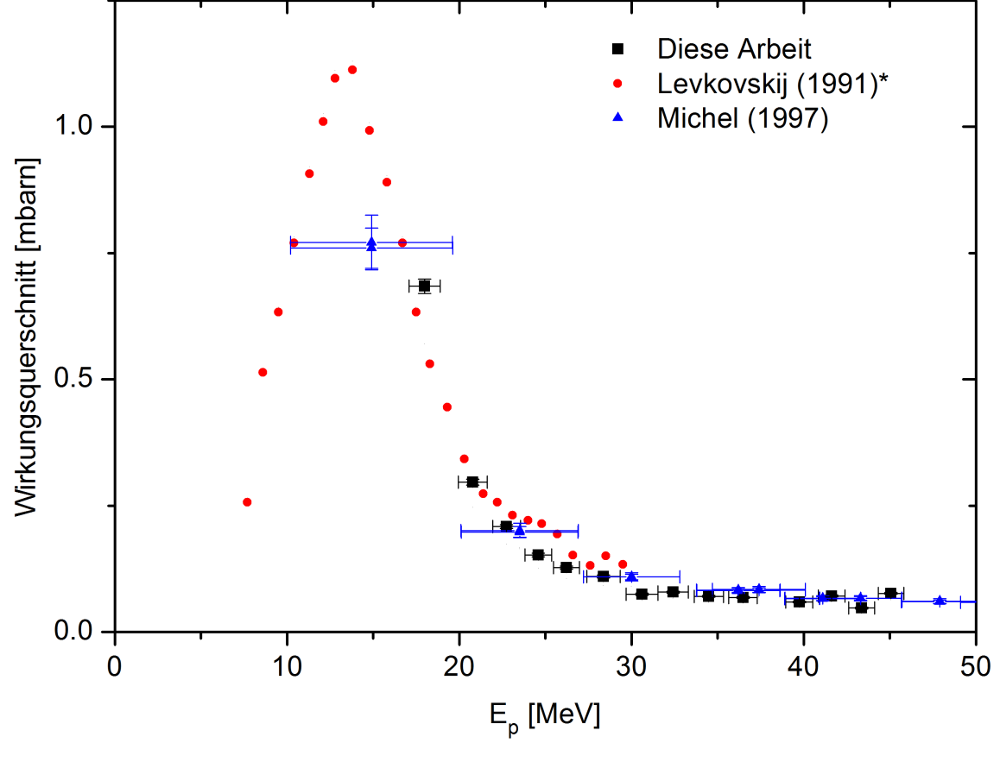 Diese Arbeit
Levkovskij (1991)*
Michel (1997)
Wirkungsquerschnitt [mbarn]
1.0
0.5
0.0
0 10 20 30 40 50
E_p [MeV]